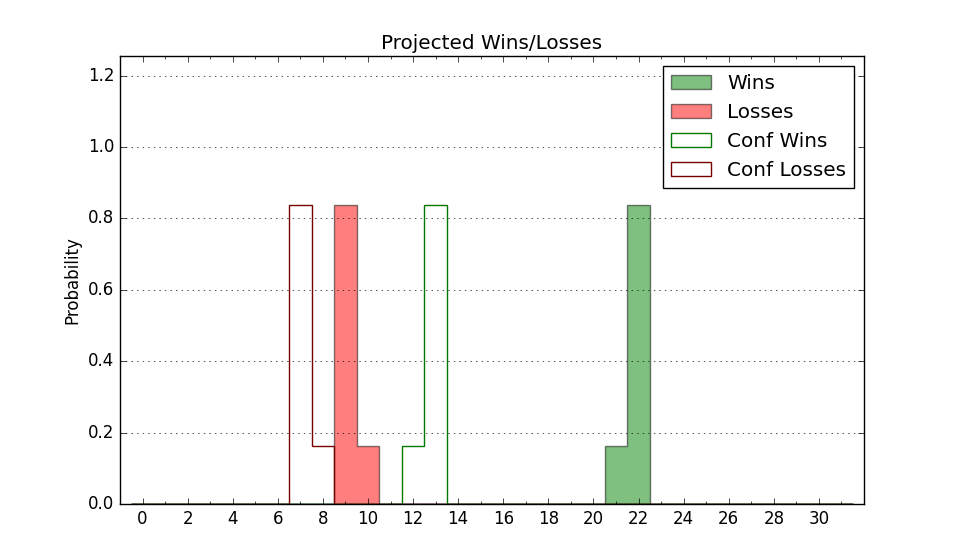 Projected Wins/Losses
1.2
1.0
0.8
0.6
0.4
0.2
0.0
Probability
Wins
Losses
Conf Wins
Conf Losses
0 2 4 6 8 10 12 14 16 18 20 22 24 26 28 30